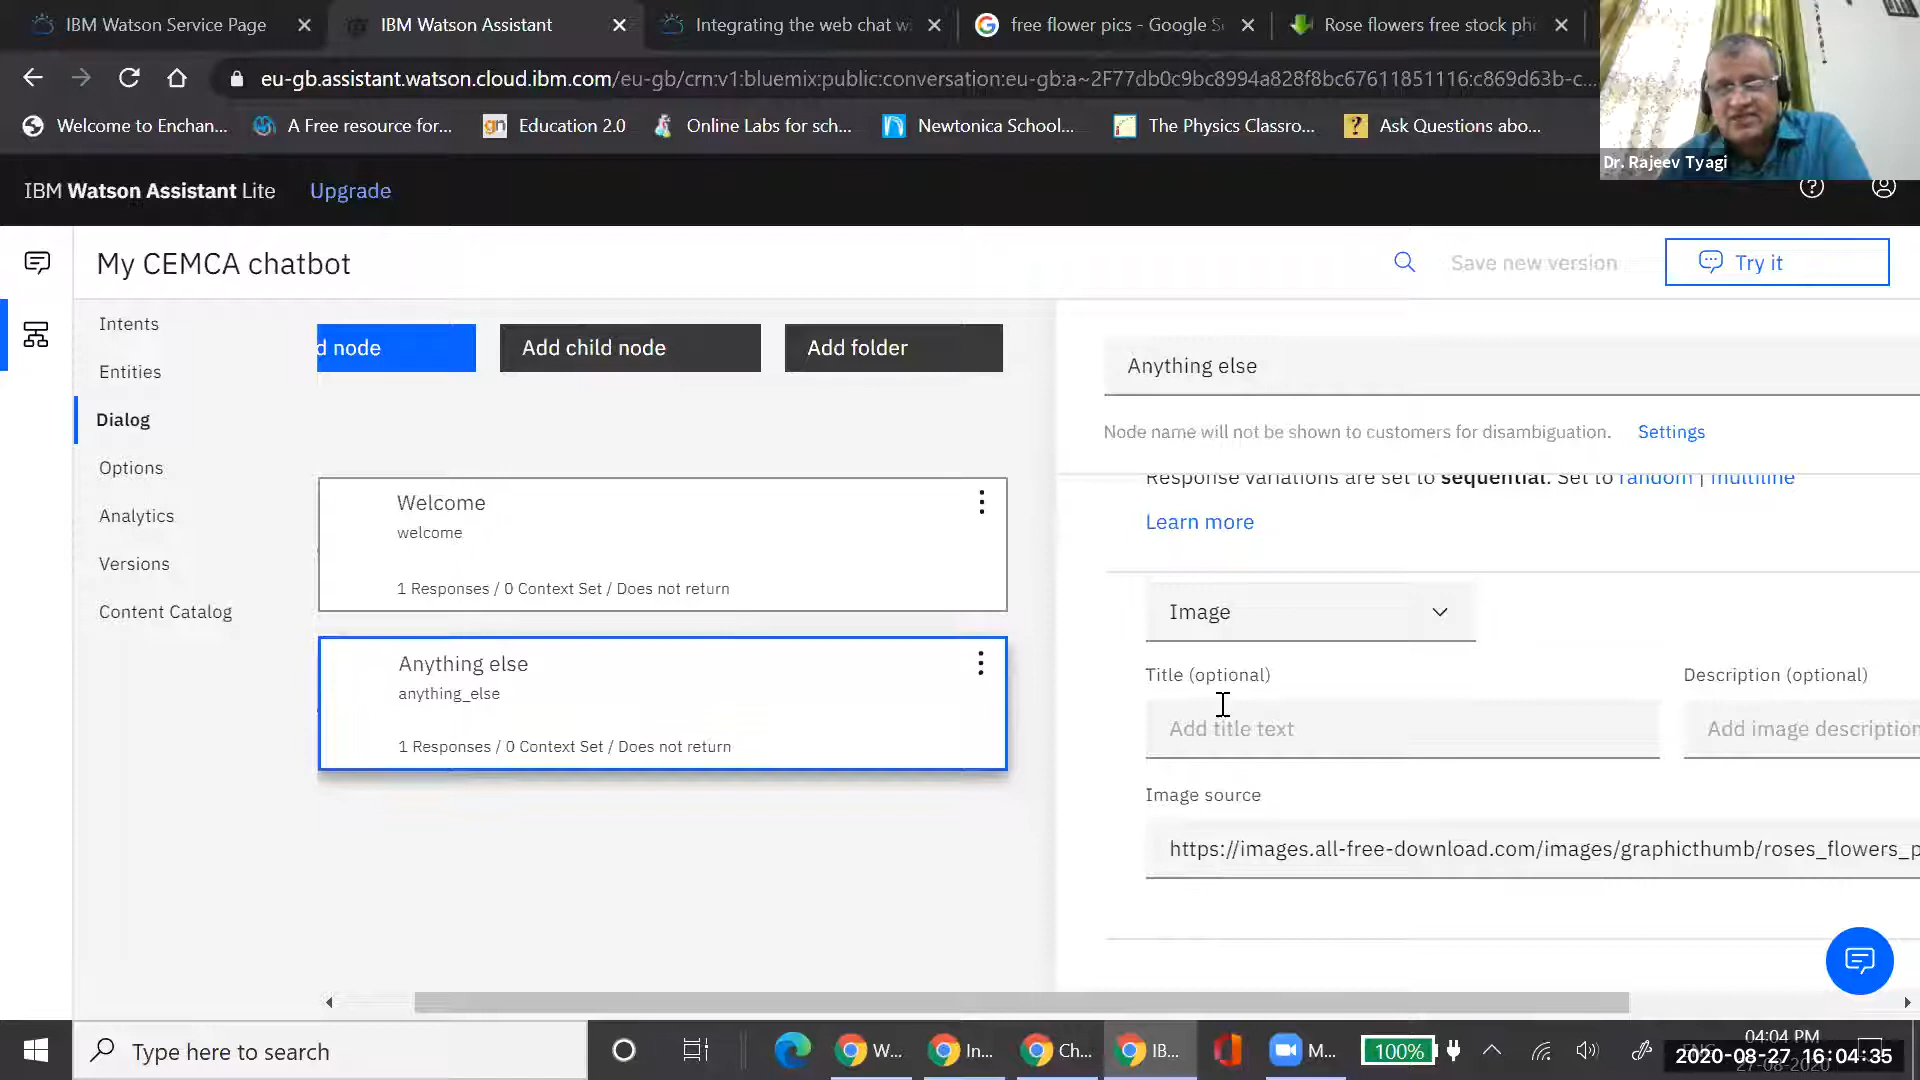 IBM Watson Service Page
IBM Watson Assistant
Integrating the web chat wi
free flower pics - Google Se
Rose flowers free stock pho
eu-gb.assistant.watson.cloud.ibm.com/eu-gb/crn:v1:bluemix:public:conversation:eu-gb:a~2F77db0c9bc8994a828f8bc67611851116:c869d63b-c...
Welcome to Enchan...
A Free resource for...
gn Education 2.0
Online Labs for sch...
Newtonica School...
The Physics Classro...
Ask Questions abo...
Dr. Rajeev Tyagi
IBM Watson Assistant Lite
Upgrade
My CEMCA chatbot
Save new version
Try it
Intents
Entities
Dialog
Options
Analytics
Versions
Content Catalog
d node
Add child node
Add folder
Welcome
welcome
1 Responses / 0 Context Set / Does not return
Anything else
anything_else
1 Responses / 0 Context Set / Does not return
Anything else
Node name will not be shown to customers for disambiguation. Settings
Response variations are set to sequential. Set to random | multiline
Learn more
Image
Title (optional)
Description (optional)
Add title text
Add image description
Image source
https://images.all-free-download.com/images/graphicthumb/roses_flowers_p
Type here to search
W...
In...
Ch...
IB...
M...
100%
04:04 PM
2020-08-27 16:04:35
27-08-2020